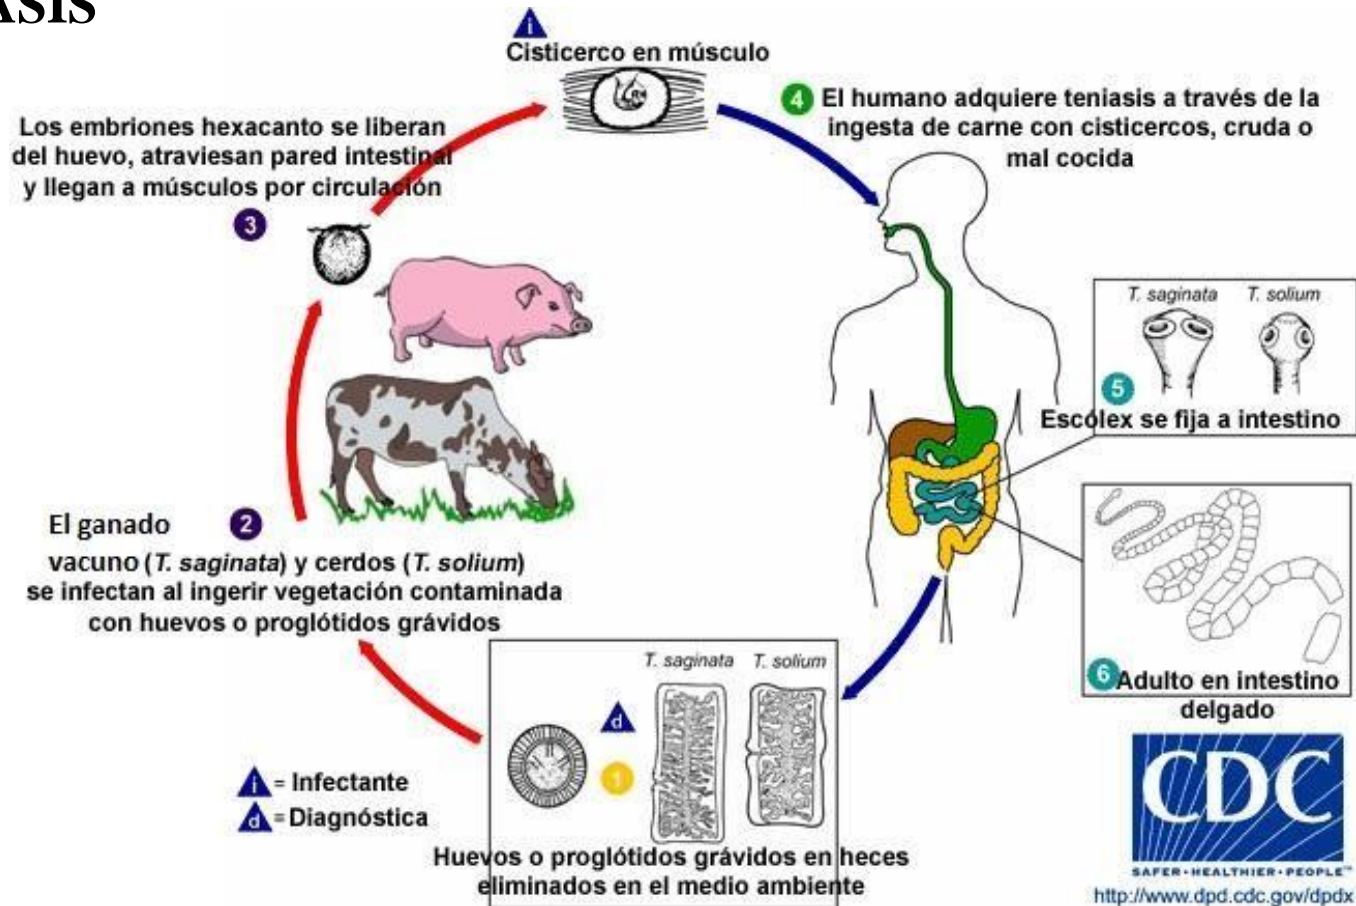 ASIS
i
Cisticerco en músculo
4 El humano adquiere teniasis a través de la
ingesta de carne con cisticercos, cruda o
mal cocida
Los embriones hexacanto se liberan
del huevo, atraviesan pared intestinal
y llegan a músculos por circulación
3
T. saginata T. solium
5
Escólex se fija a intestino
El ganado 2
vacuno (T. saginata) y cerdos (T. solium)
se infectan al ingerir vegetación contaminada
con huevos o proglótidos grávidos
6 Adulto en intestino
delgado
T. saginata T. solium
d
1
Huevos o proglótidos grávidos en heces
eliminados en el medio ambiente
i = Infectante
d = Diagnóstica
CDC
SAFER·HEALTHIER·PEOPLE™
http://www.dpd.cdc.gov/dpdx